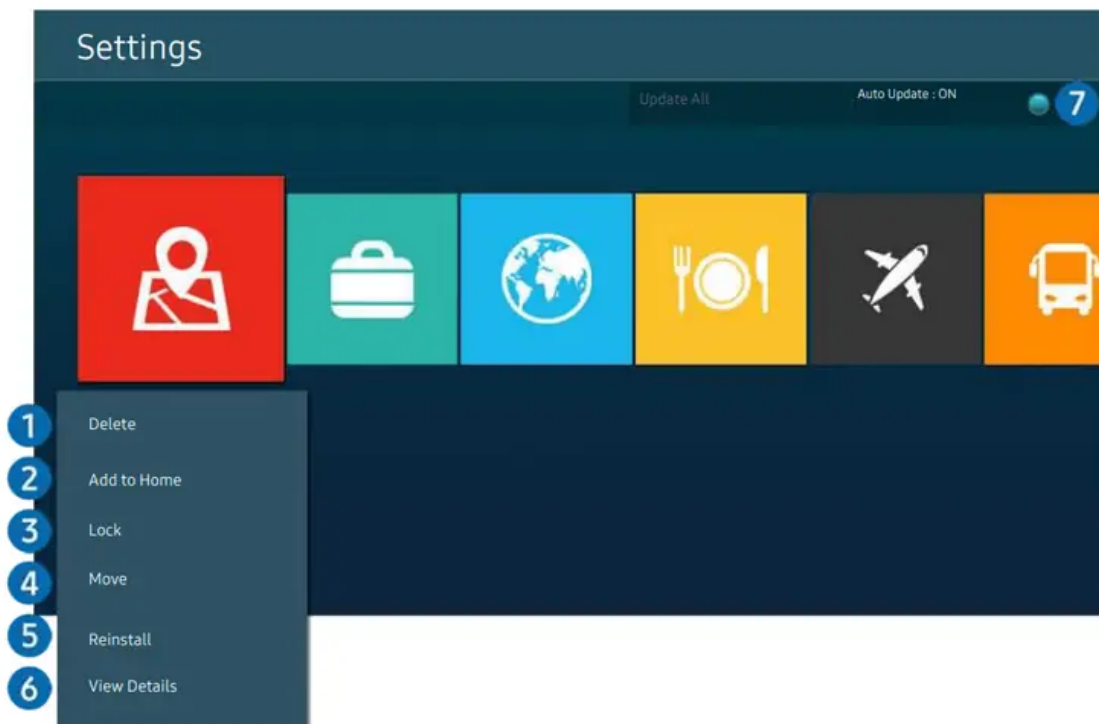 Settings
Update All
Auto Update : ON
7
1 Delete
2 Add to Home
3 Lock
4 Move
5 Reinstall
6 View Details